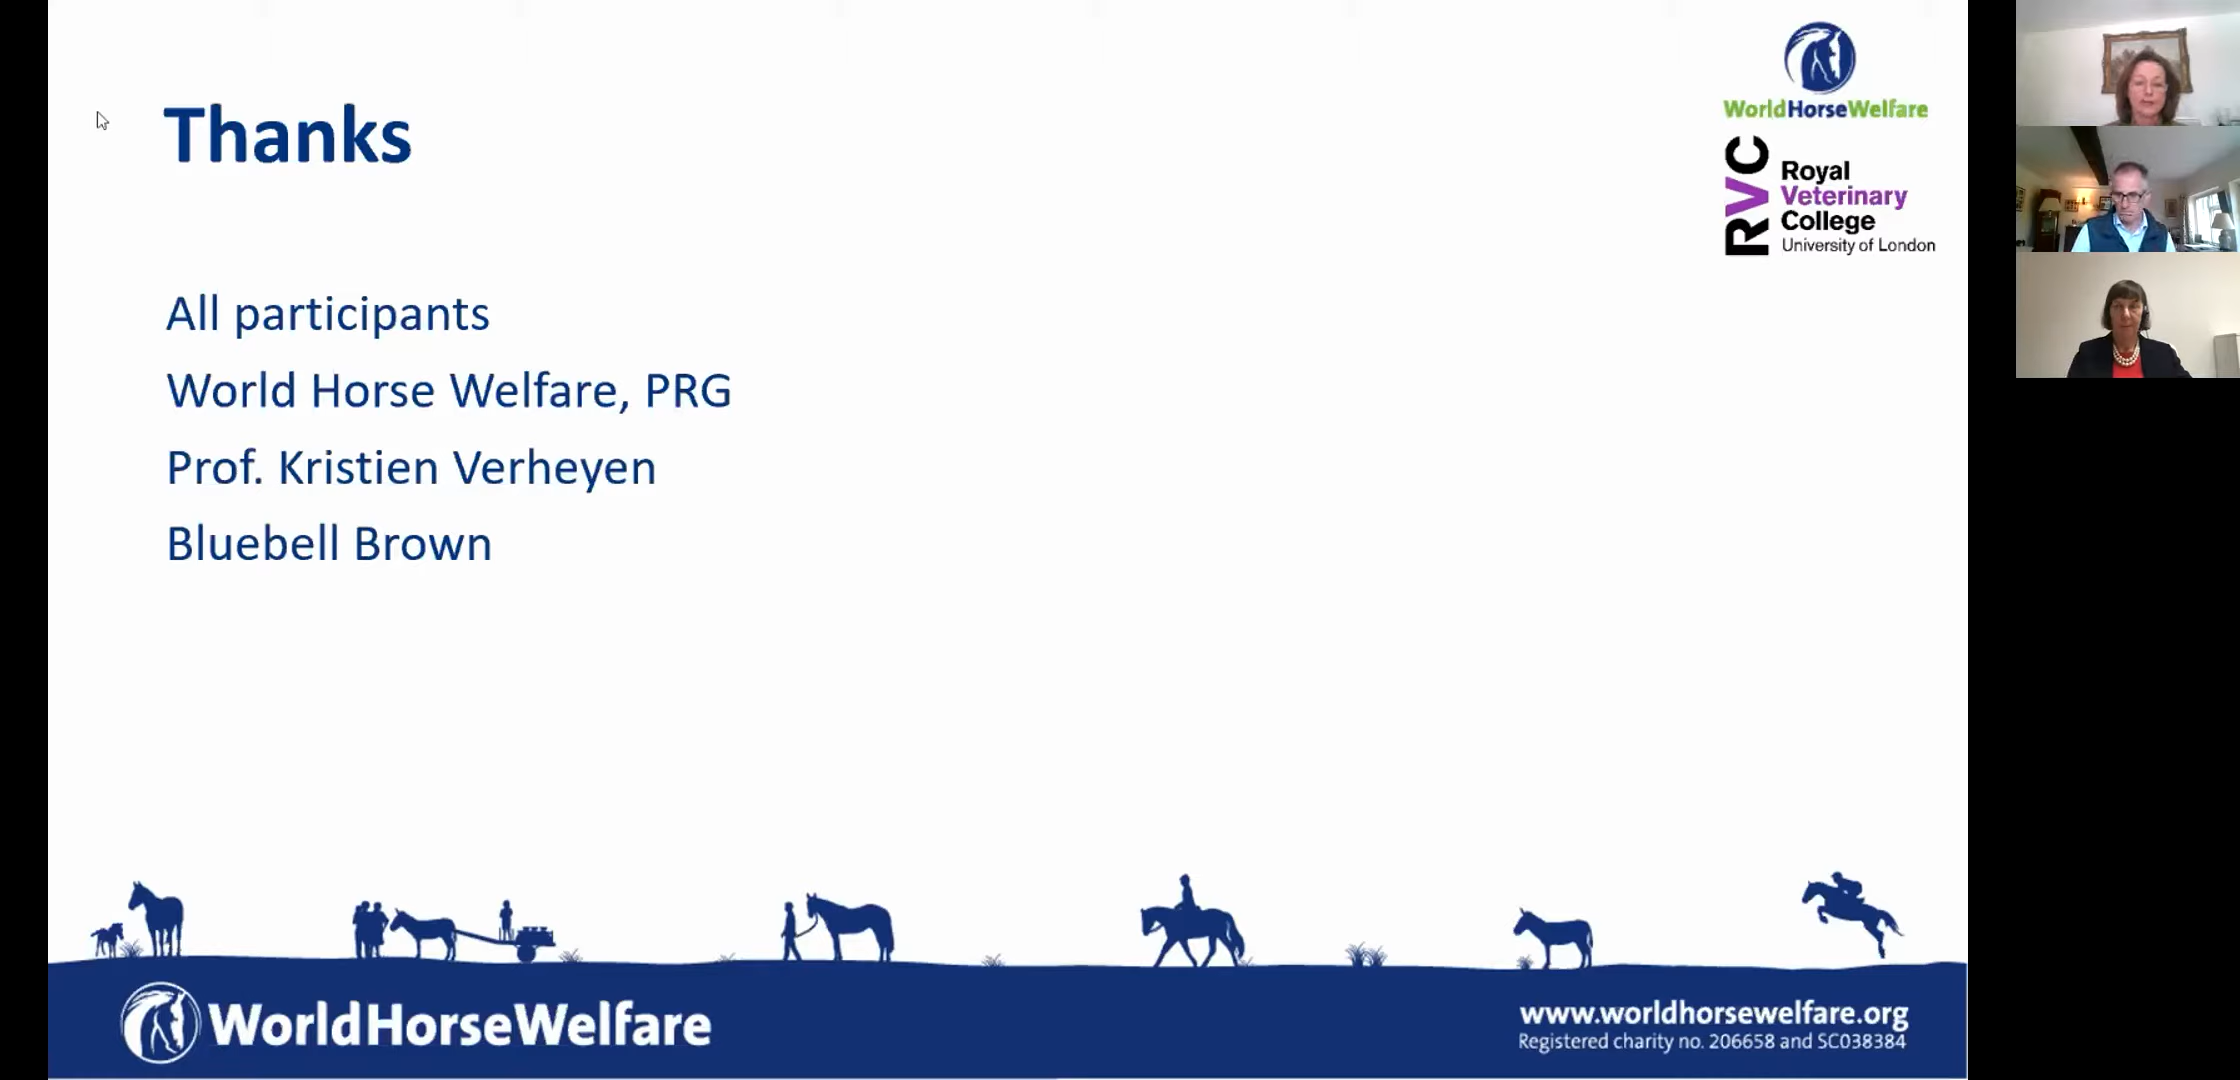 Thanks
All participants
World Horse Welfare, PRG
Prof. Kristien Verheyen
Bluebell Brown
WorldHorseWelfare
RVC
Royal
Veterinary
College
University of London
WorldHorseWelfare
www.worldhorsewelfare.org
Registered charity no. 206658 and SC038384